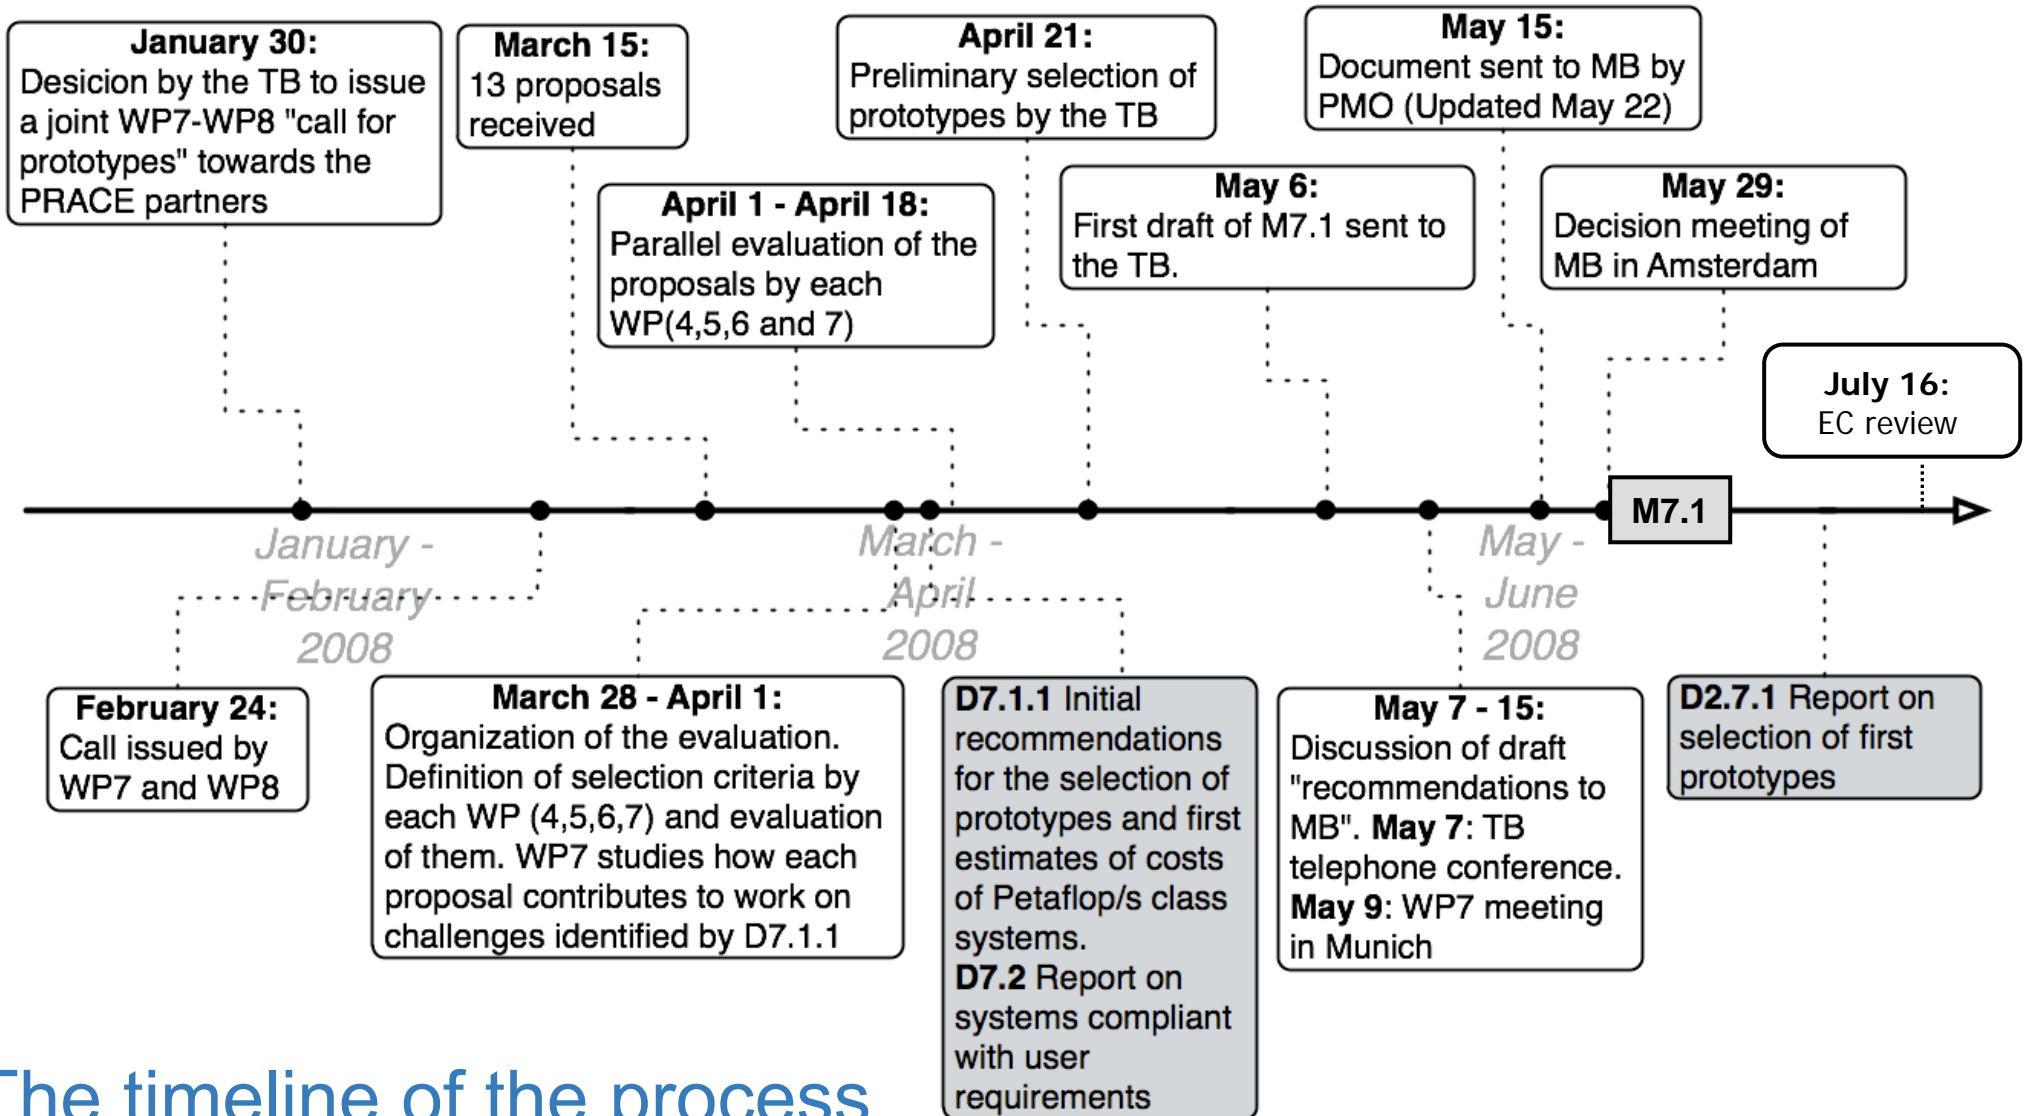 January 30:
Desicion by the TB to issue
a joint WP7-WP8 "call for
prototypes" towards the
PRACE partners
March 15:
13 proposals
received
April 1 - April 18:
Parallel evaluation of the
proposals by each
WP(4,5,6 and 7)
April 21:
Preliminary selection of
prototypes by the TB
May 6:
First draft of M7.1 sent to
the TB.
May 15:
Document sent to MB by
PMO (Updated May 22)
May 29:
Decision meeting of
MB in Amsterdam
July 16:
EC review
M7.1
January -
February
2008
March -
April
2008
May -
June
2008
February 24:
Call issued by
WP7 and WP8
March 28 - April 1:
Organization of the evaluation.
Definition of selection criteria by
each WP (4,5,6,7) and evaluation
of them. WP7 studies how each
proposal contributes to work on
challenges identified by D7.1.1
D7.1.1 Initial
recommendations
for the selection of
prototypes and first
estimates of costs
of Petaflop/s class
systems.
D7.2 Report on
systems compliant
with user
requirements
May 7 - 15:
Discussion of draft
"recommendations to
MB". May 7: TB
telephone conference.
May 9: WP7 meeting
in Munich
D2.7.1 Report on
selection of first
prototypes
The timeline of the process